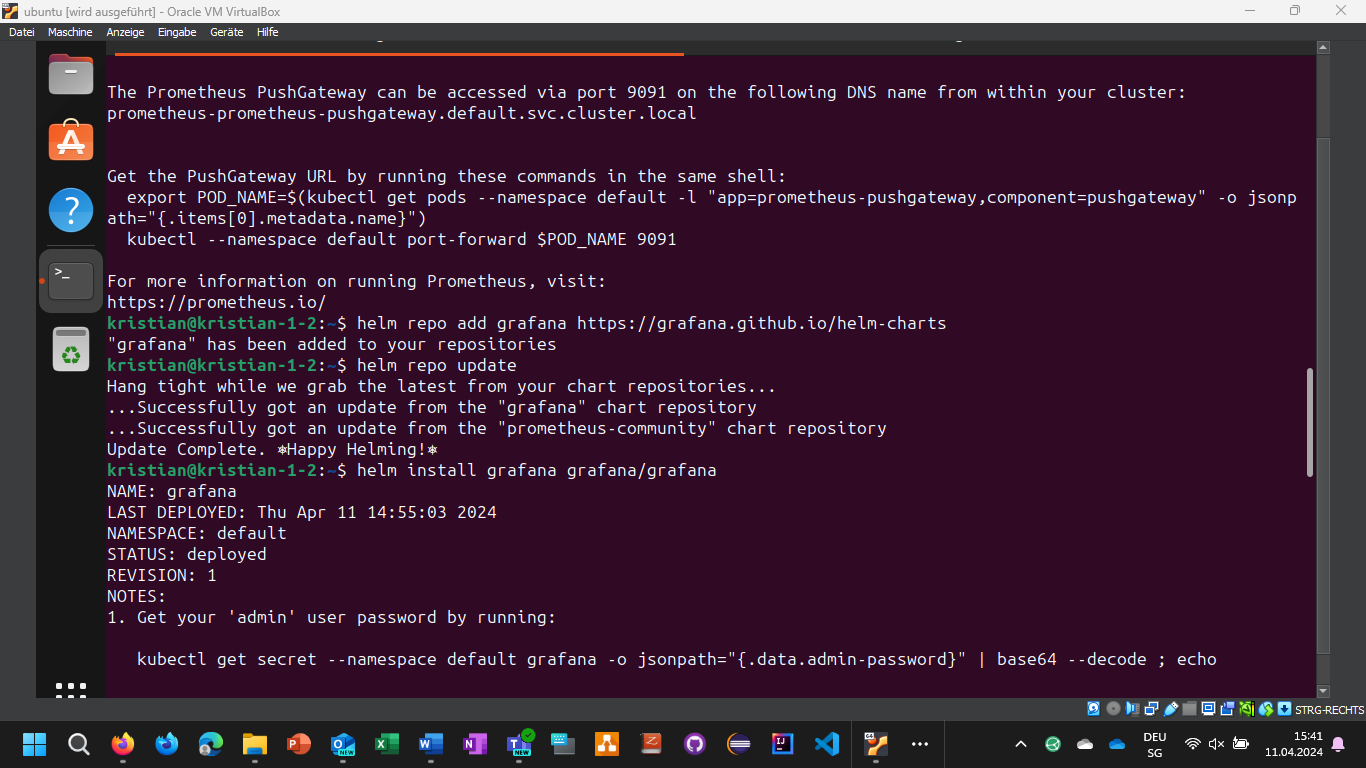 ubuntu [wird ausgeführt] - Oracle VM VirtualBox
Datei Maschine Anzeige Eingabe Geräte Hilfe
The Prometheus PushGateway can be accessed via port 9091 on the following DNS name from within your cluster:
prometheus-prometheus-pushgateway.default.svc.cluster.local
Get the PushGateway URL by running these commands in the same shell:
export POD_NAME=$(kubectl get pods --namespace default -l "app=prometheus-pushgateway,component=pushgateway" -o jsonp
ath="{.items[0].metadata.name}")
kubectl --namespace default port-forward $POD_NAME 9091
For more information on running Prometheus, visit:
https://prometheus.io/
kristian@kristian-1-2:~$ helm repo add grafana https://grafana.github.io/helm-charts
"grafana" has been added to your repositories
kristian@kristian-1-2:~$ helm repo update
Hang tight while we grab the latest from your chart repositories...
...Successfully got an update from the "grafana" chart repository
...Successfully got an update from the "prometheus-community" chart repository
Update Complete. ⎈Happy Helming!⎈
kristian@kristian-1-2:~$ helm install grafana grafana/grafana
NAME: grafana
LAST DEPLOYED: Thu Apr 11 14:55:03 2024
NAMESPACE: default
STATUS: deployed
REVISION: 1
NOTES:
1. Get your 'admin' user password by running:
kubectl get secret --namespace default grafana -o jsonpath="{.data.admin-password}" | base64 --decode ; echo
STRG-RECHTS
DEU
SG
15:41
11.04.2024